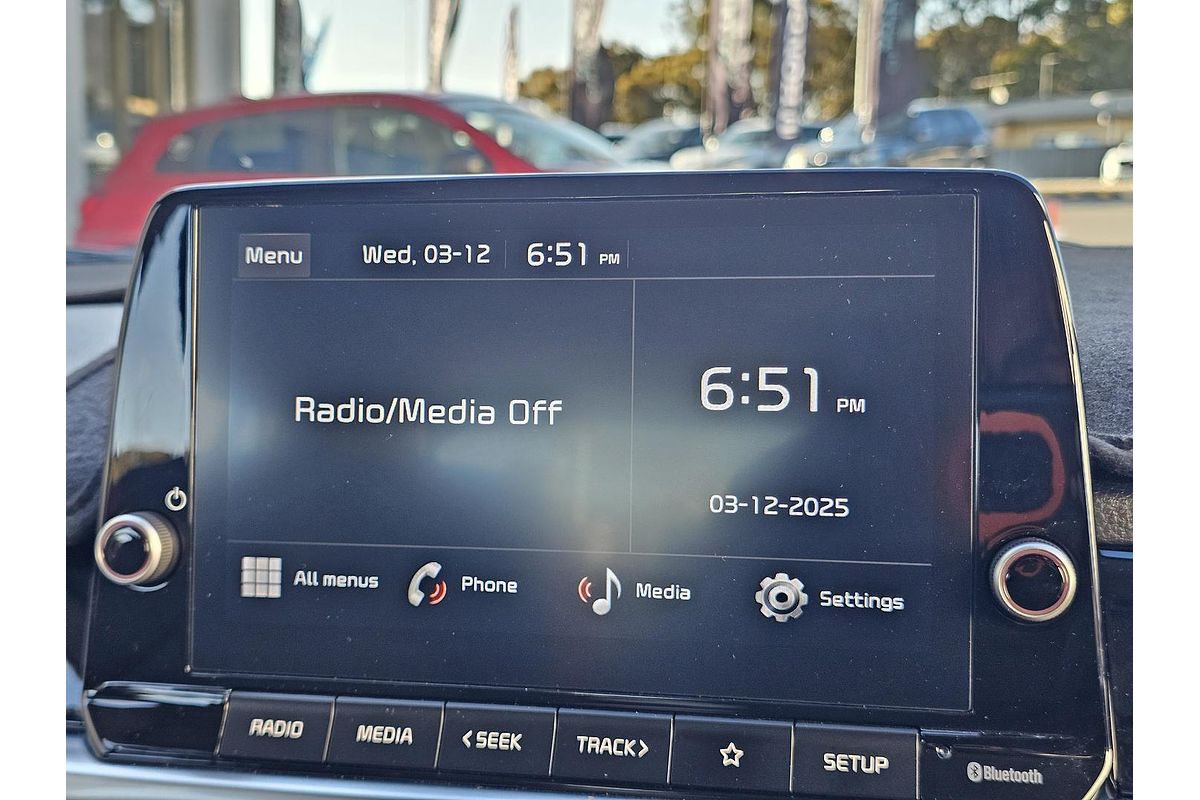 Menu Wed, 03-12 6:51 PM
Radio/Media Off
6:51 PM
03-12-2025
All menus Phone Media Settings
RADIO MEDIA <SEEK TRACK> SETUP
Bluetooth